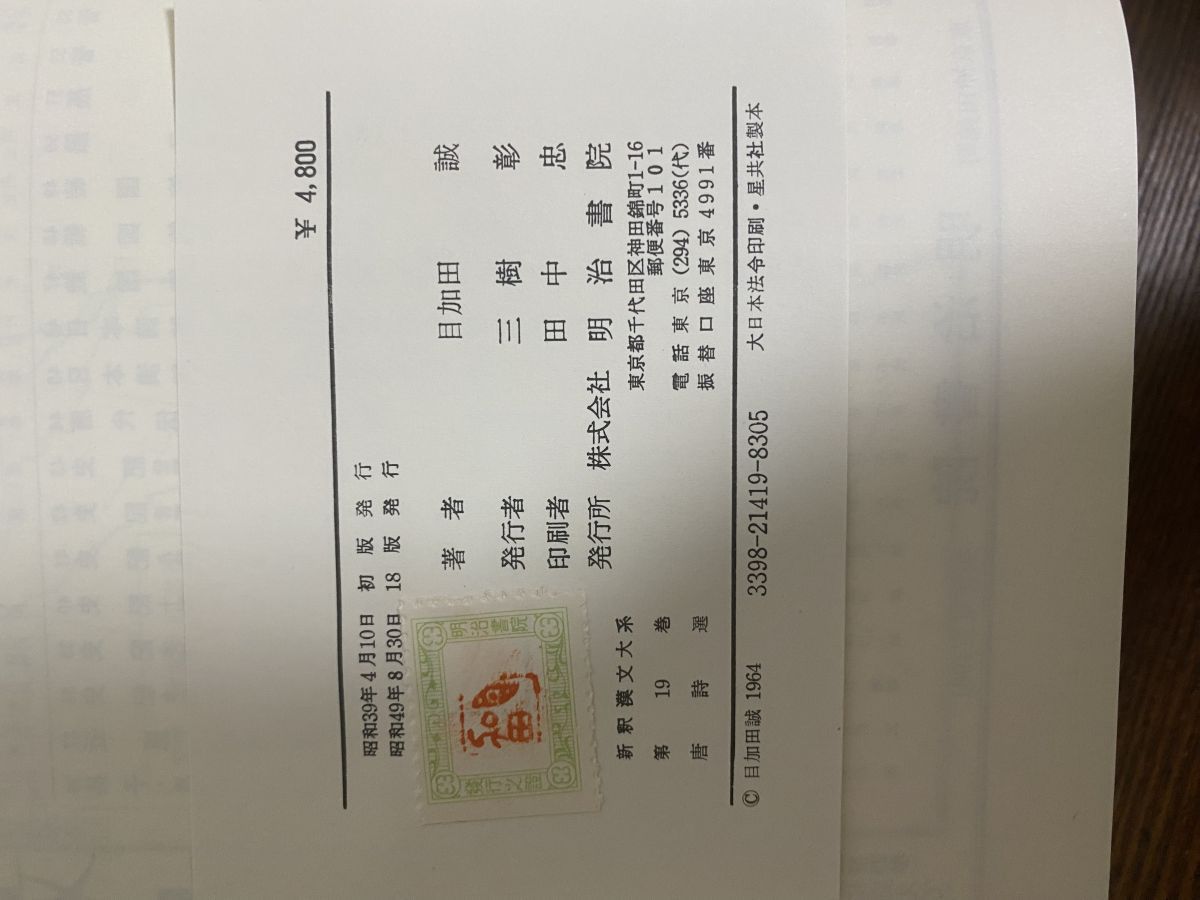 ¥ 4,800
昭和39年4月10日 初版発行
昭和49年8月30日 18版発行
著者 目加田 誠
発行者 三樹 彰
印刷者 田中 忠
発行所 株式会社 明治書院
東京都千代田区神田錦町1-16
郵便番号101
電話東京(294)5336(代)
振替口座東京4991番
明治書院
發行之證
新釈漢文大系
第19巻
唐詩選
© 目加田誠 1964 3398-21419-8305 大日本法令印刷・星共社製本